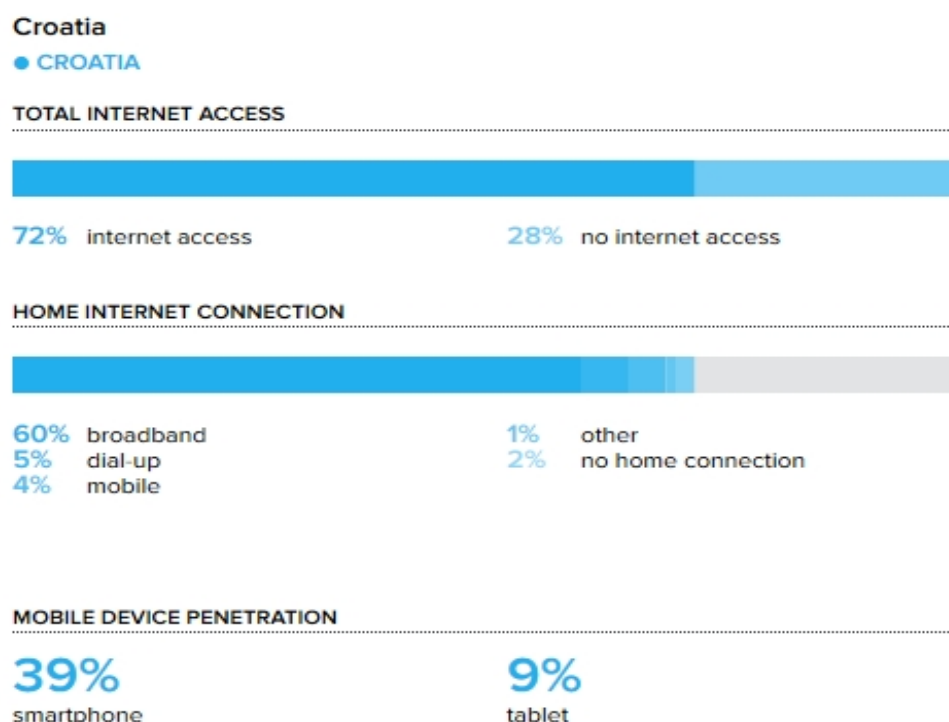 Croatia
● CROATIA
TOTAL INTERNET ACCESS
72% internet access
28% no internet access
HOME INTERNET CONNECTION
60% broadband
5% dial-up
4% mobile
1% other
2% no home connection
MOBILE DEVICE PENETRATION
39%
smartphone
9%
tablet